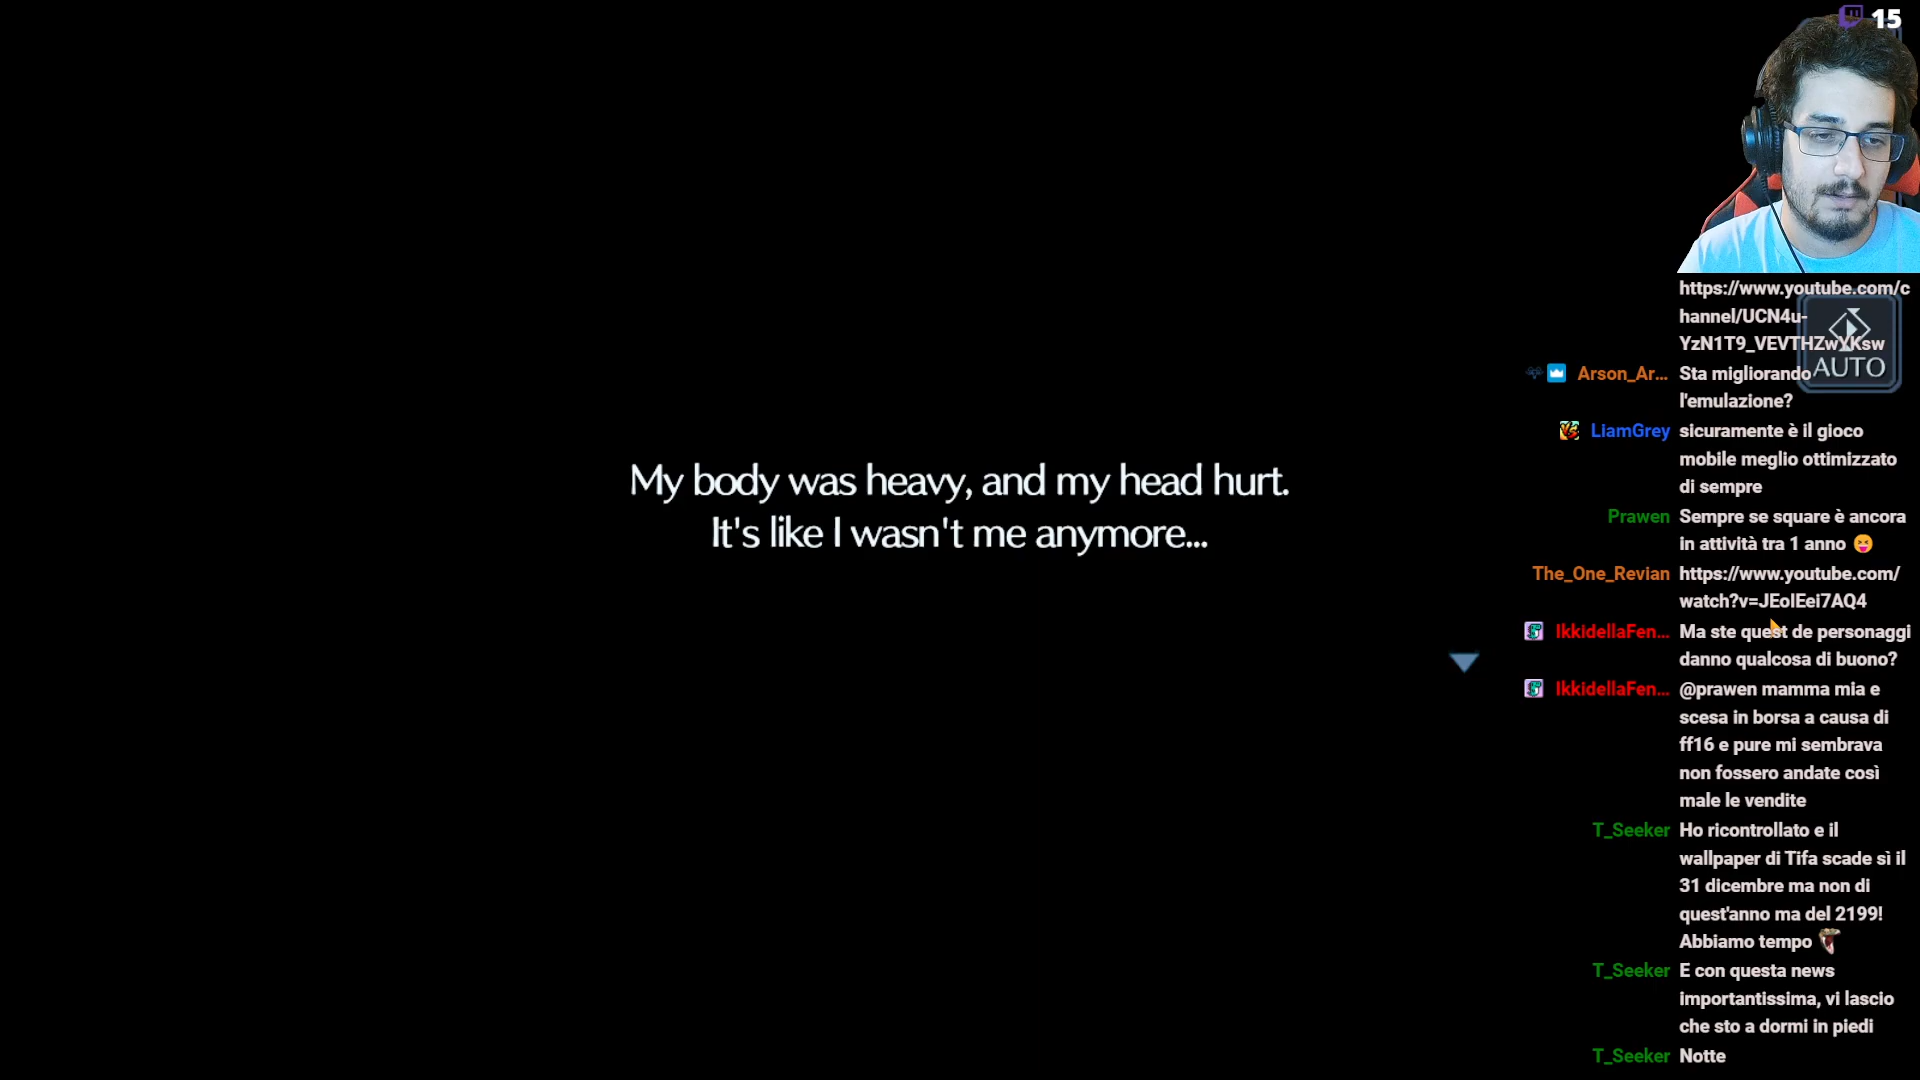 15
https://www.youtube.com/c
hannel/UCN4u-
YzN1T9_VEVTHZwYKsw
AUTO
Arson_Ar... Sta migliorando
l'emulazione?
LiamGrey sicuramente è il gioco
mobile meglio ottimizzato
di sempre
My body was heavy, and my head hurt.
It's like I wasn't me anymore...
Prawen Sempre se square è ancora
in attività tra 1 anno 😝
The_One_Revian https://www.youtube.com/
watch?v=JEolEei7AQ4
IkkidellaFen... Ma ste quest de personaggi
danno qualcosa di buono?
IkkidellaFen... @prawen mamma mia e
scesa in borsa a causa di
ff16 e pure mi sembrava
non fossero andate così
male le vendite
T_Seeker Ho ricontrollato e il
wallpaper di Tifa scade sì il
31 dicembre ma non di
quest'anno ma del 2199!
Abbiamo tempo
T_Seeker E con questa news
importantissima, vi lascio
che sto a dormi in piedi
T_Seeker Notte